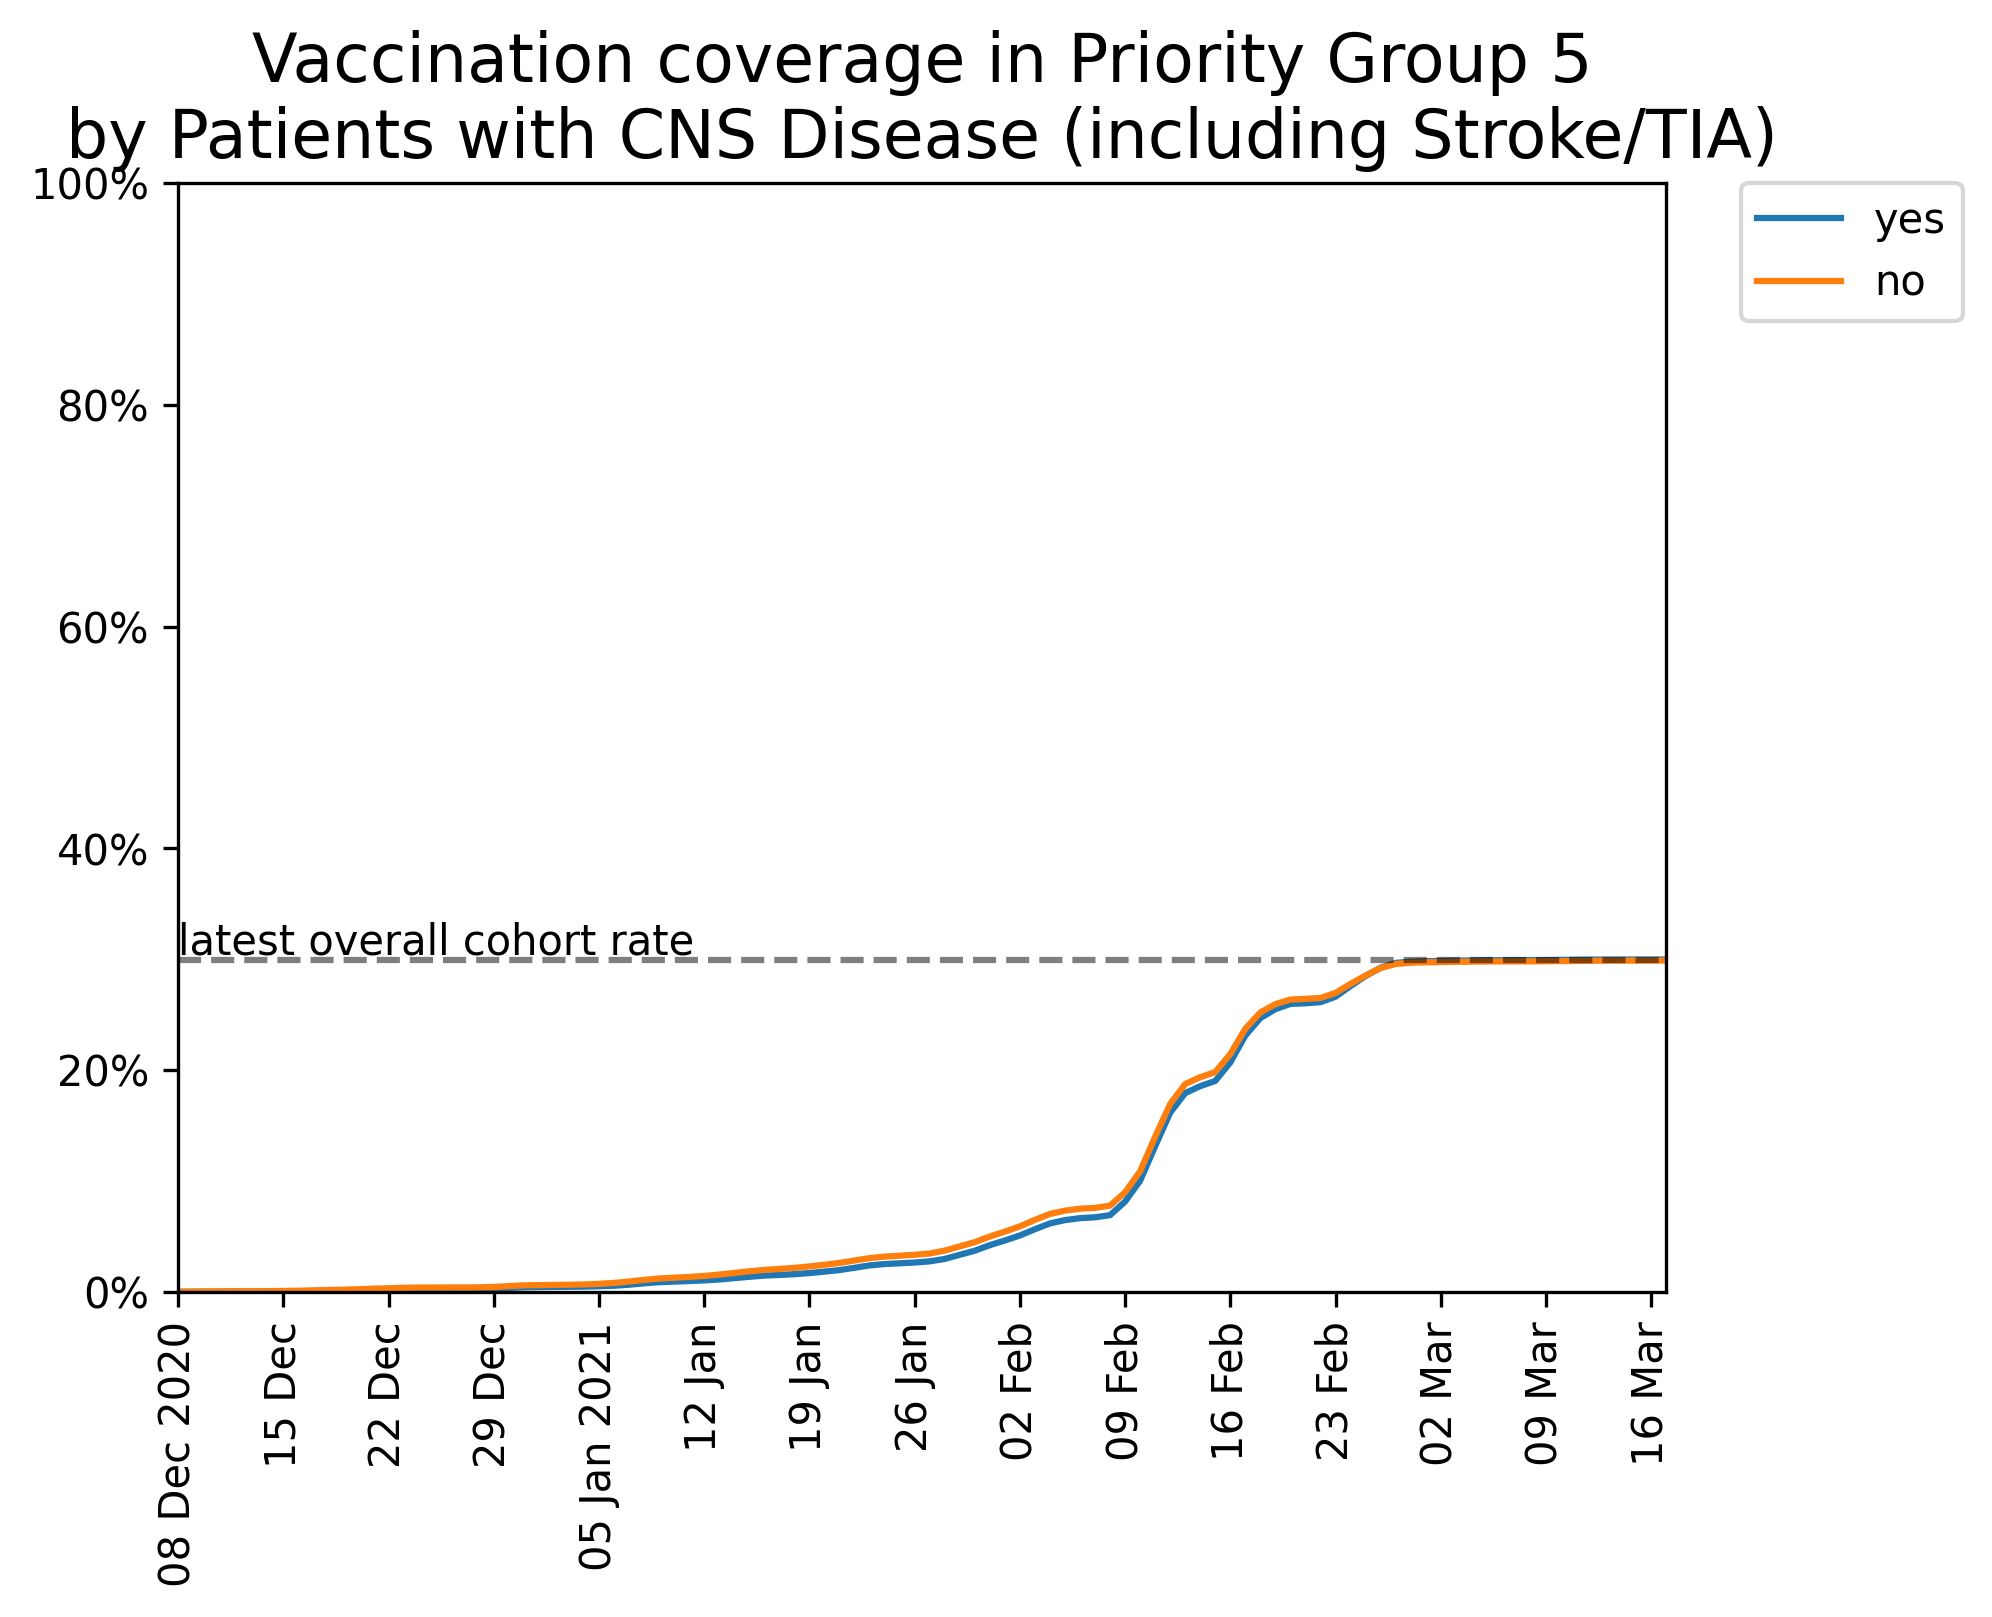 Vaccination coverage in Priority Group 5
by Patients with CNS Disease (including Stroke/TIA)
100%
80%
60%
40%
20%
0%
latest overall cohort rate
yes
no
08 Dec 2020
15 Dec
22 Dec
29 Dec
05 Jan 2021
12 Jan
19 Jan
26 Jan
02 Feb
09 Feb
16 Feb
23 Feb
02 Mar
09 Mar
16 Mar